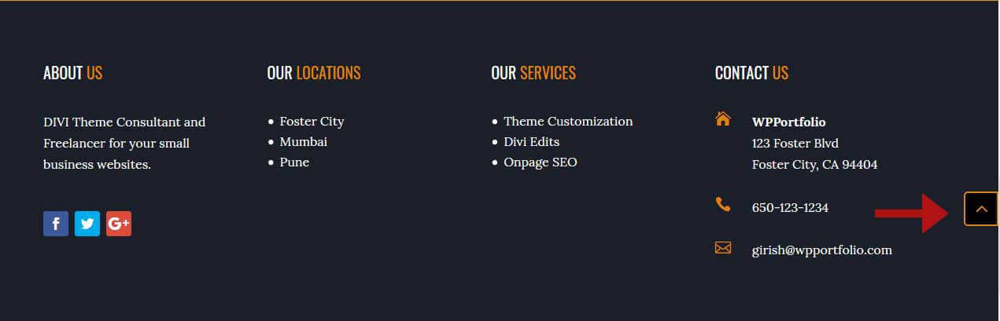 ABOUT US
DIVI Theme Consultant and
Freelancer for your small
business websites.
f
G+
OUR LOCATIONS
• Foster City
• Mumbai
• Pune
OUR SERVICES
• Theme Customization
• Divi Edits
• Onpage SEO
CONTACT US
WPPortfolio
123 Foster Blvd
Foster City, CA 94404
650-123-1234
girish@wpportfolio.com